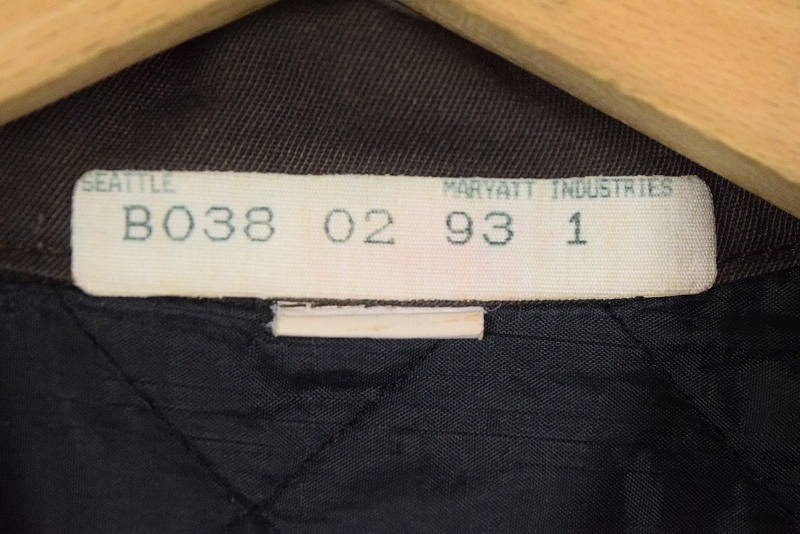 SEATTLE MARYATT INDUSTRIES
B038 02 93 1